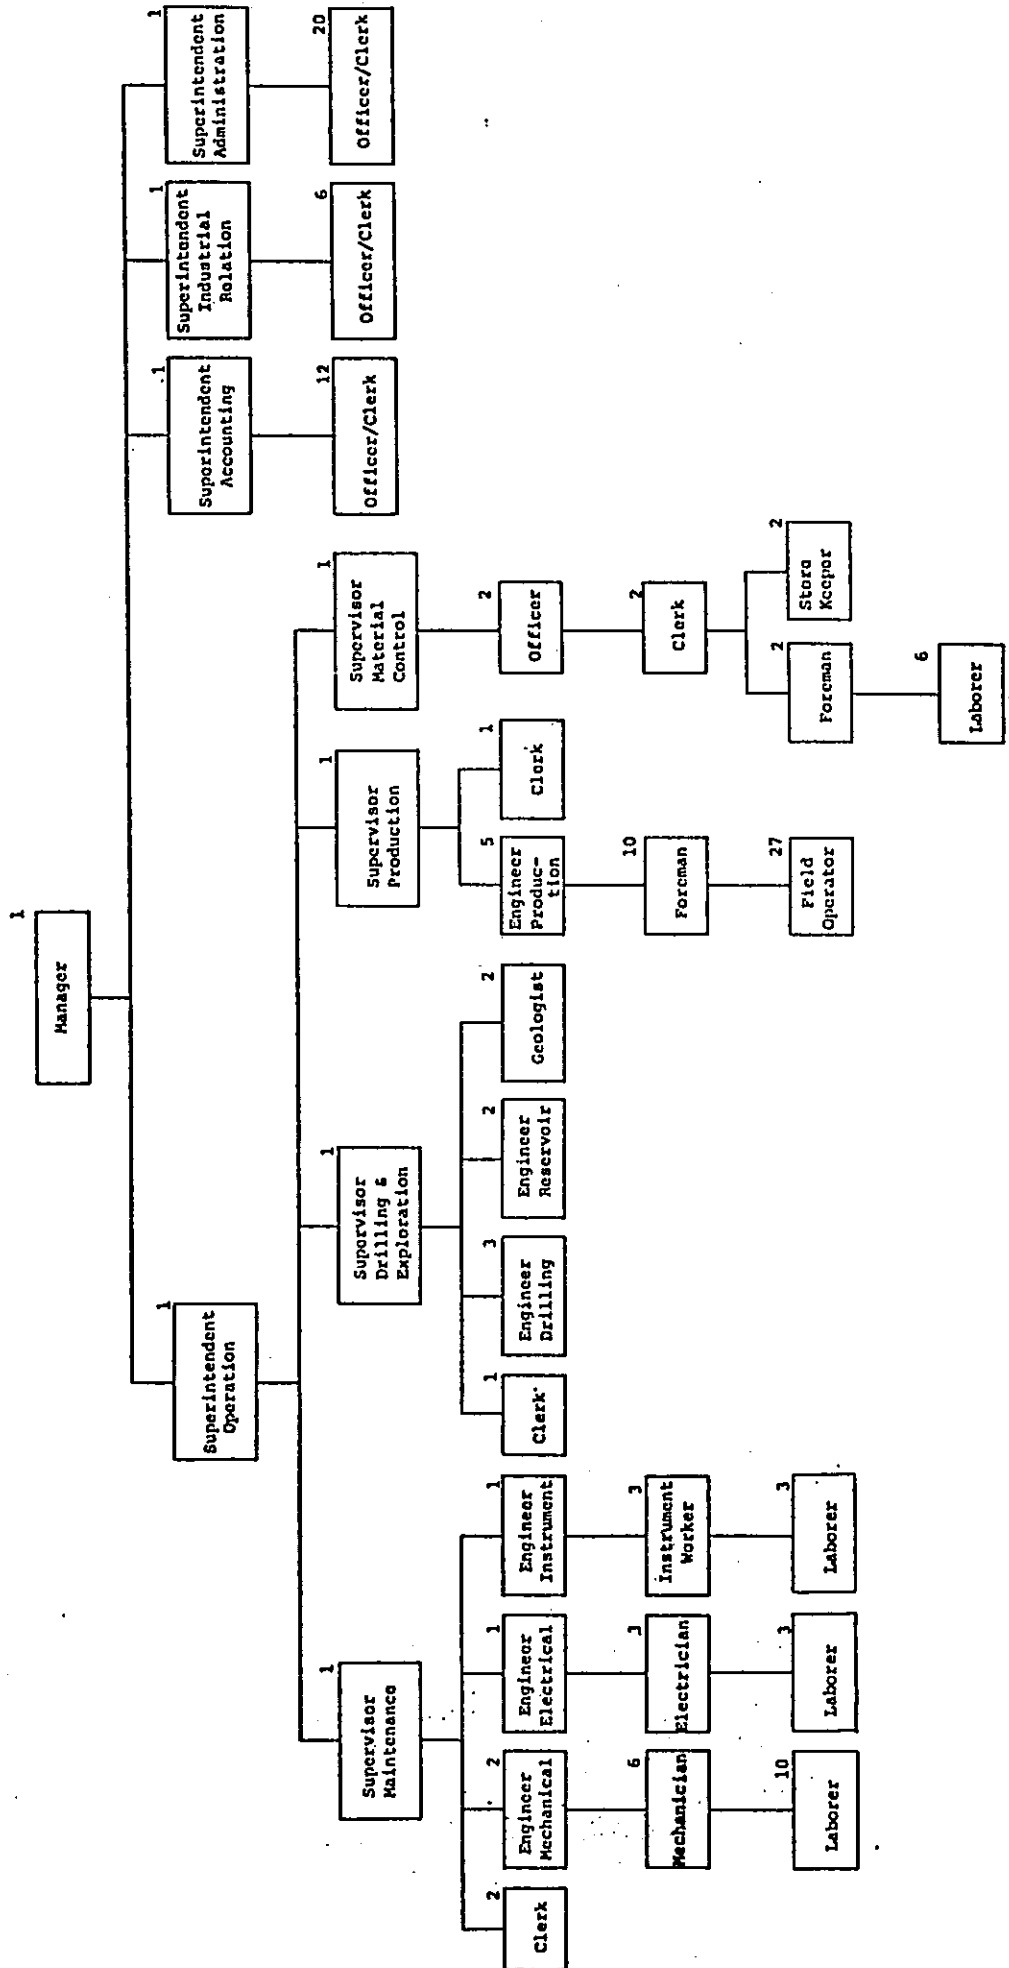 1
Manager
1
Superintendent
Operation
1
Superintendent
Accounting
1
Superintendent
Industrial
Relation
1
Superintendent
Administration
1
Supervisor
Maintenance
1
Supervisor
Drilling &
Exploration
1
Supervisor
Production
1
Supervisor
Material
Control
12
Officer/Clerk
6
Officer/Clerk
20
Officer/Clerk
2
Clerk
2
Engineer
Mechanical
1
Engineer
Electrical
1
Engineer
Instrument
1
Clerk
3
Engineer
Drilling
2
Engineer
Reservoir
2
Geologist
5
Engineer
Produc-
tion
1
Clerk
2
Officer
6
Mechanician
3
Electrician
3
Instrument
Worker
10
Foreman
2
Clerk
10
Laborer
3
Laborer
3
Laborer
27
Field
Operator
2
Foreman
2
Store
Keeper
6
Laborer